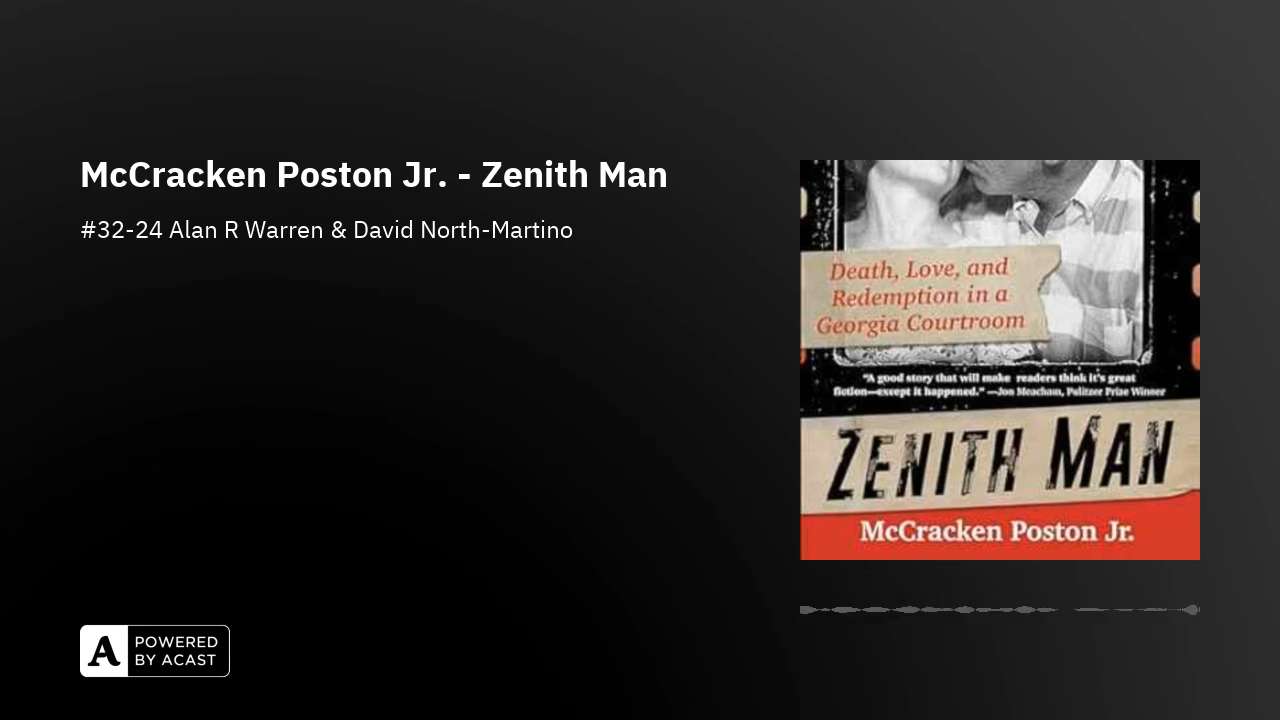 McCracken Poston Jr. - Zenith Man
#32-24 Alan R Warren & David North-Martino
Death, Love, and
Redemption in a
Georgia Courtroom
“A good story that will make readers think it’s great
fiction—except it happened.” —Jon Meacham, Pulitzer Prize Winner
ZENITH MAN
McCracken Poston Jr.
A POWERED
BY ACAST